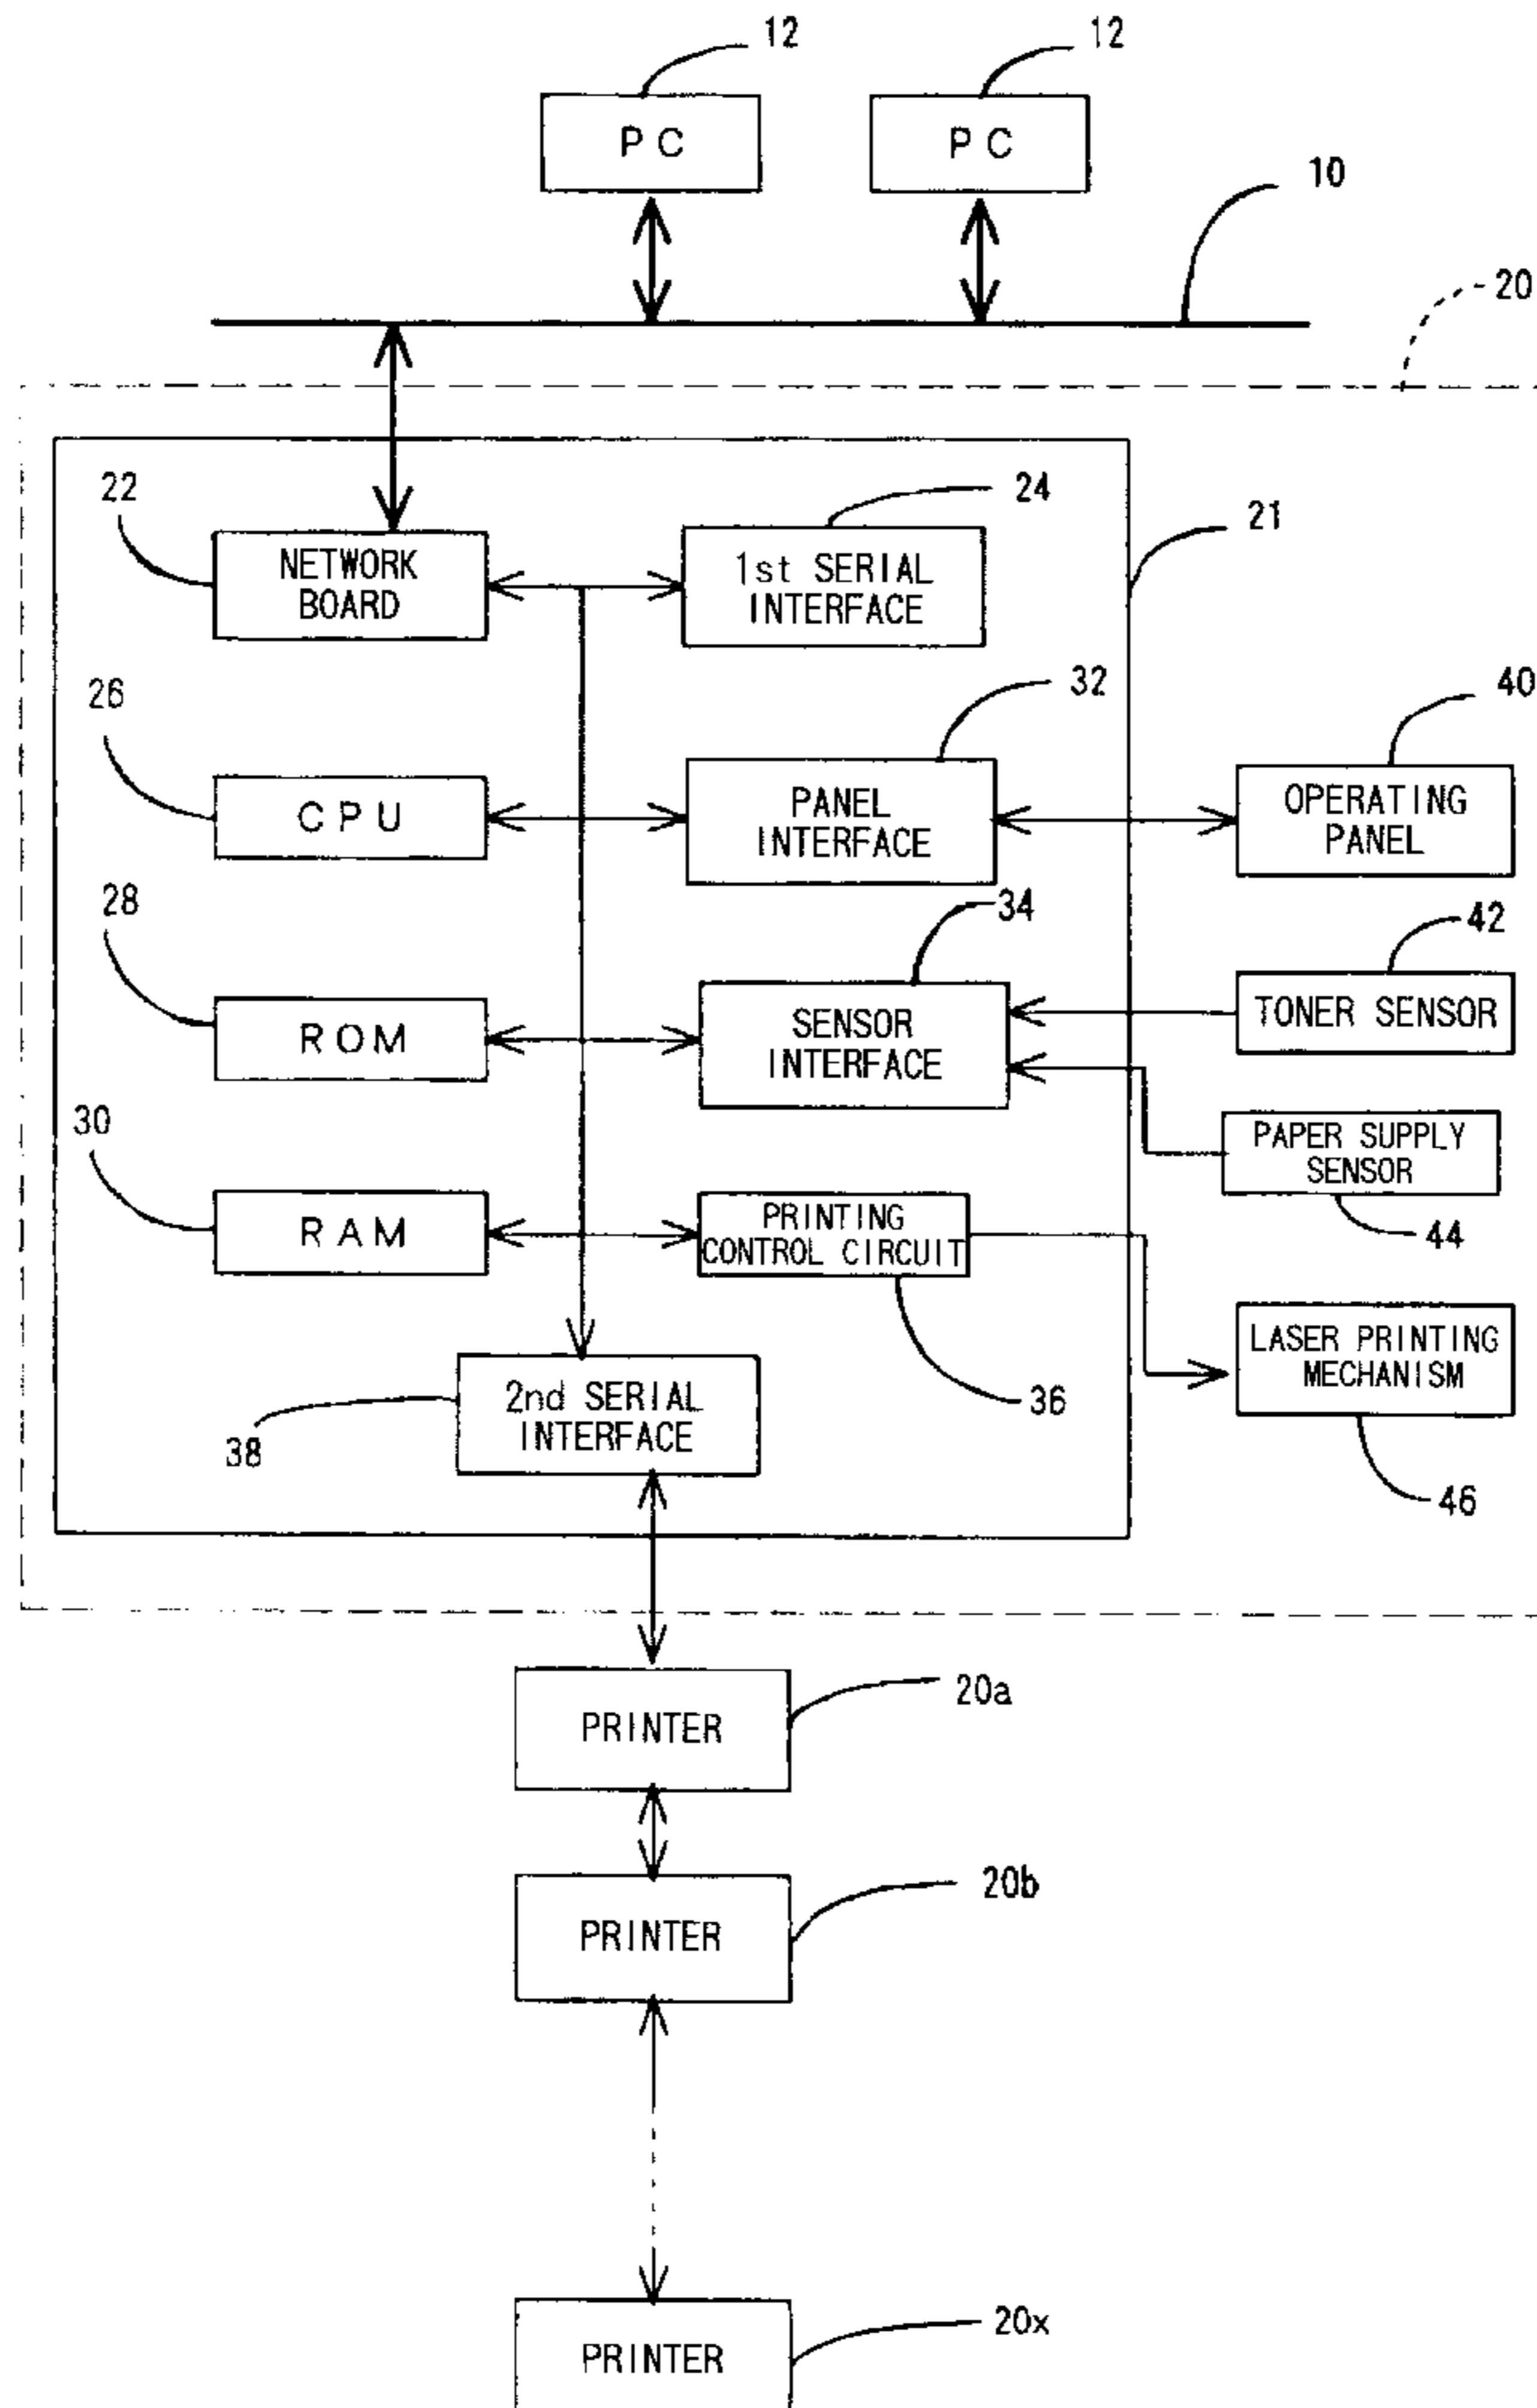 12
12
PC
PC
10
20
22
24
21
NETWORK
BOARD
1st SERIAL
INTERFACE
26
32
40
CPU
PANEL
INTERFACE
OPERATING
PANEL
28
34
42
ROM
SENSOR
INTERFACE
TONER SENSOR
30
PAPER SUPPLY
SENSOR
44
RAM
PRINTING
CONTROL CIRCUIT
36
LASER PRINTING
MECHANISM
46
2nd SERIAL
INTERFACE
38
PRINTER
20a
PRINTER
20b
PRINTER
20x